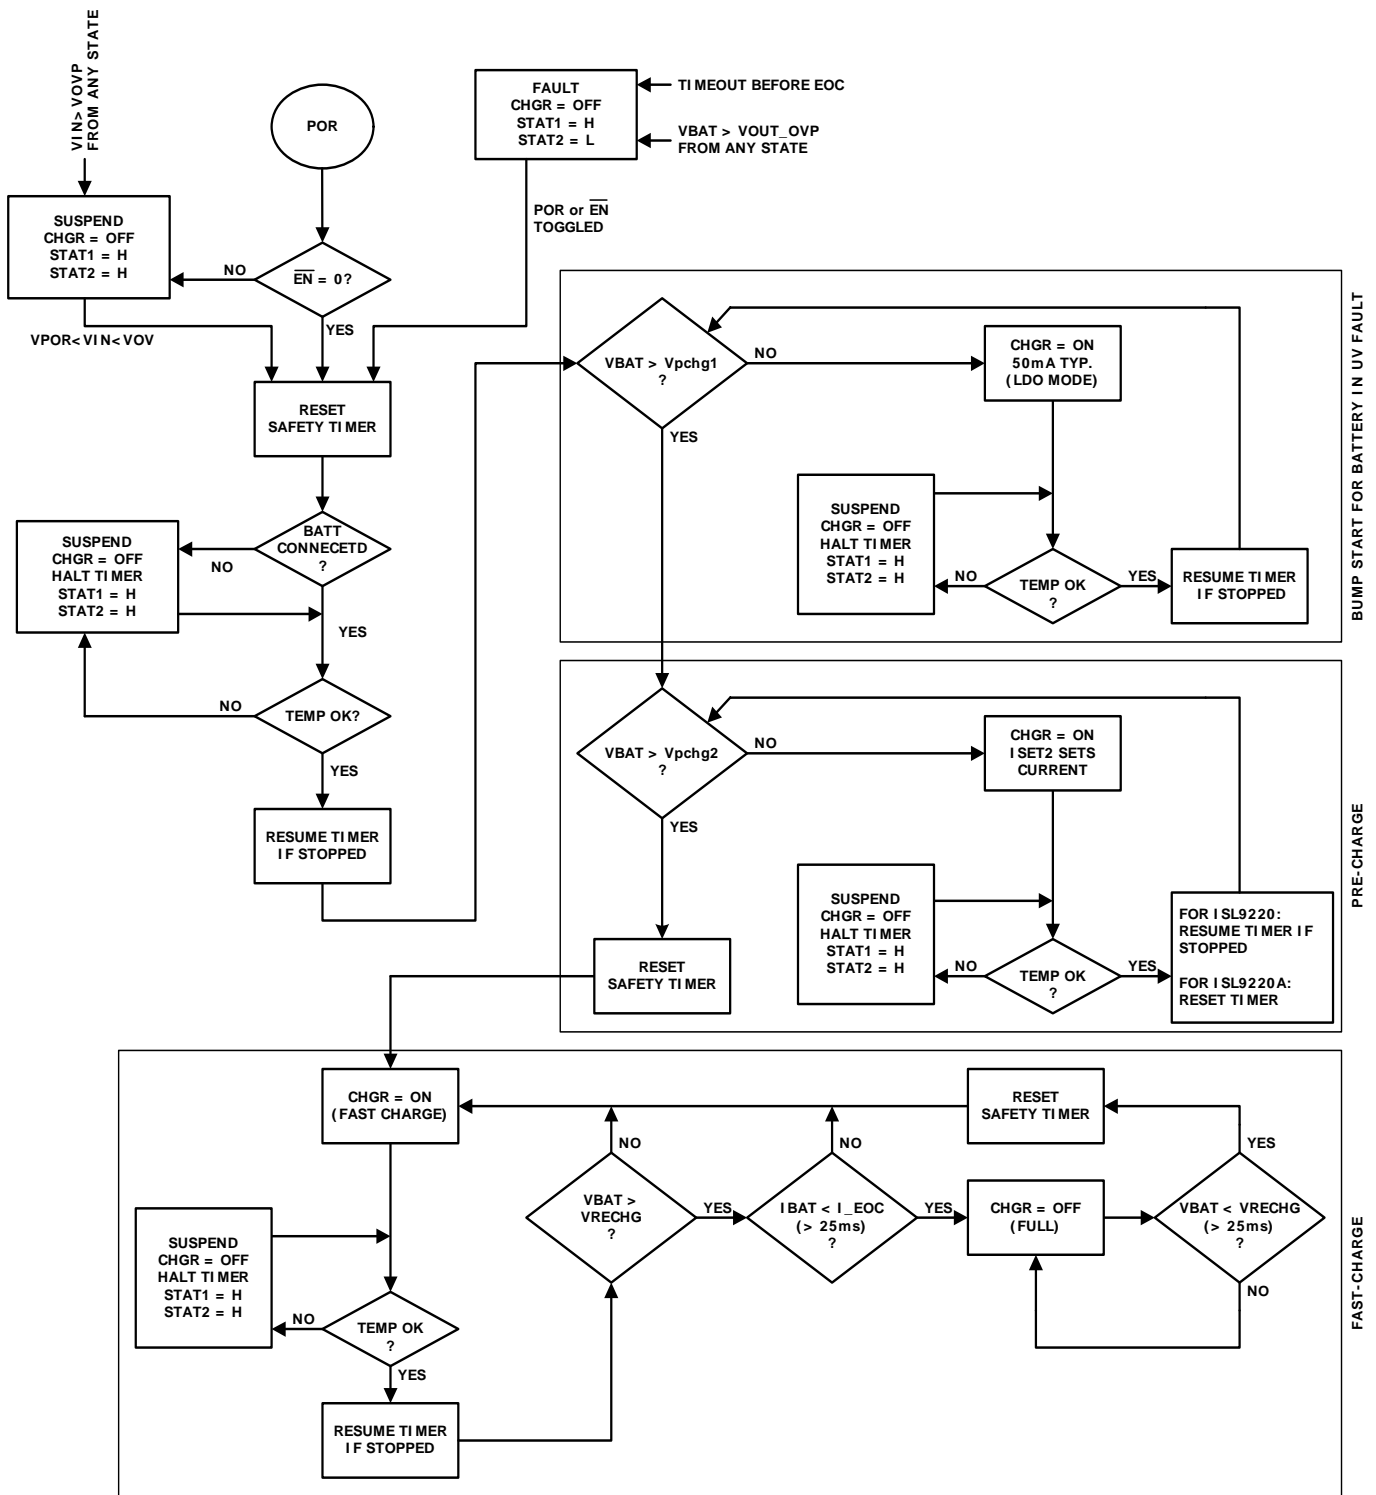 VIN> VOVP
FROM ANY STATE
POR
FAULT
CHGR = OFF
STAT1 = H
STAT2 = L
TIMEOUT BEFORE EOC
VBAT > VOUT_OVP
FROM ANY STATE
SUSPEND
CHGR = OFF
STAT1 = H
STAT2 = H
NO
EN = 0?
YES
POR or EN
TOGGLED
VPOR< VIN< VOV
RESET
SAFETY TIMER
BATT
CONNECETD
?
NO
SUSPEND
CHGR = OFF
HALT TIMER
STAT1 = H
STAT2 = H
YES
NO
TEMP OK?
YES
RESUME TIMER
IF STOPPED
VBAT > Vpchg1
?
NO
CHGR = ON
50mA TYP.
(LDO MODE)
YES
SUSPEND
CHGR = OFF
HALT TIMER
STAT1 = H
STAT2 = H
NO
TEMP OK
?
YES
RESUME TIMER
IF STOPPED
BUMP START FOR BATTERY IN UV FAULT
VBAT > Vpchg2
?
NO
CHGR = ON
ISET2 SETS
CURRENT
YES
RESET
SAFETY TIMER
SUSPEND
CHGR = OFF
HALT TIMER
STAT1 = H
STAT2 = H
NO
TEMP OK
?
YES
FOR ISL9220:
RESUME TIMER IF
STOPPED
FOR ISL9220A:
RESET TIMER
PRE-CHARGE
CHGR = ON
(FAST CHARGE)
SUSPEND
CHGR = OFF
HALT TIMER
STAT1 = H
STAT2 = H
NO
TEMP OK
?
YES
RESUME TIMER
IF STOPPED
NO
VBAT >
VRECHG
?
YES
NO
IBAT < I_EOC
(> 25ms)
?
YES
CHGR = OFF
(FULL)
RESET
SAFETY TIMER
YES
VBAT < VRECHG
(> 25ms)
?
NO
FAST-CHARGE